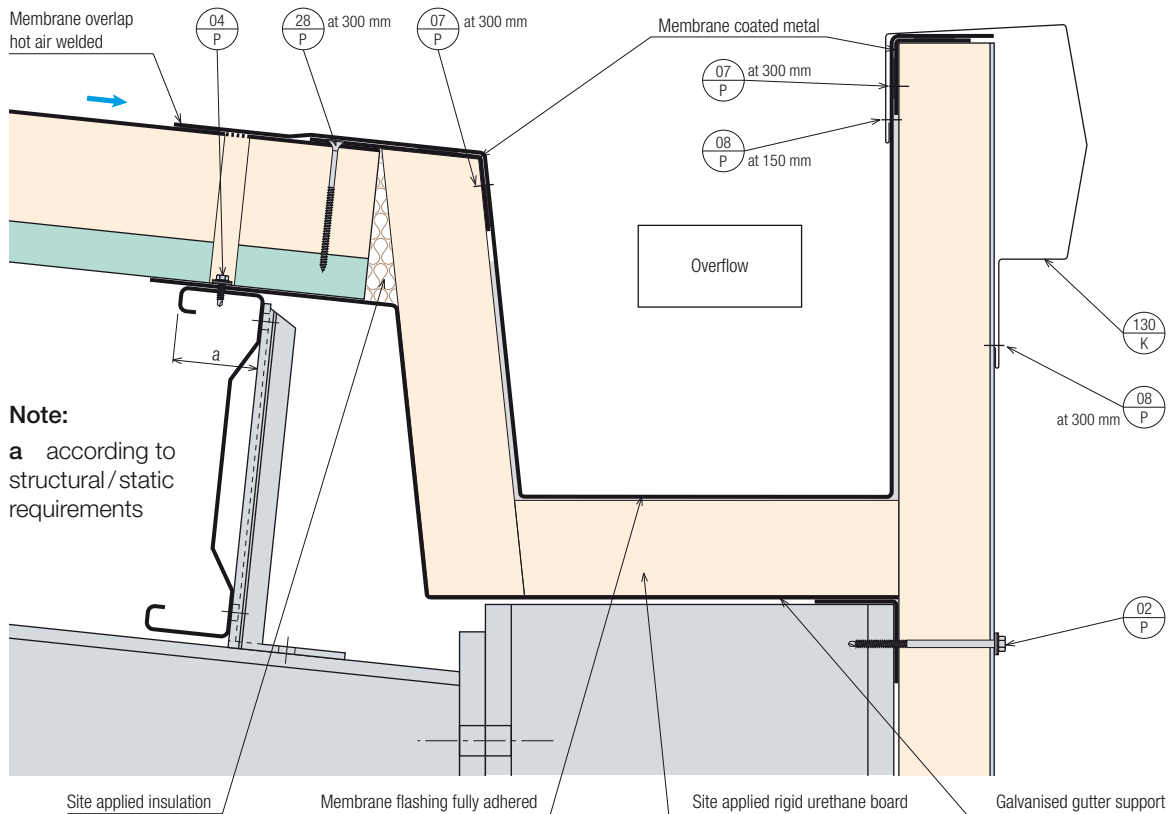 Membrane overlap
hot air welded
04
P
28
P
at 300 mm
07
P
at 300 mm
Membrane coated metal
07
P
at 300 mm
08
P
at 150 mm
Overflow
130
K
08
P
at 300 mm
a
Note:
a according to
structural / static
requirements
02
P
Site applied insulation
Membrane flashing fully adhered
Site applied rigid urethane board
Galvanised gutter support